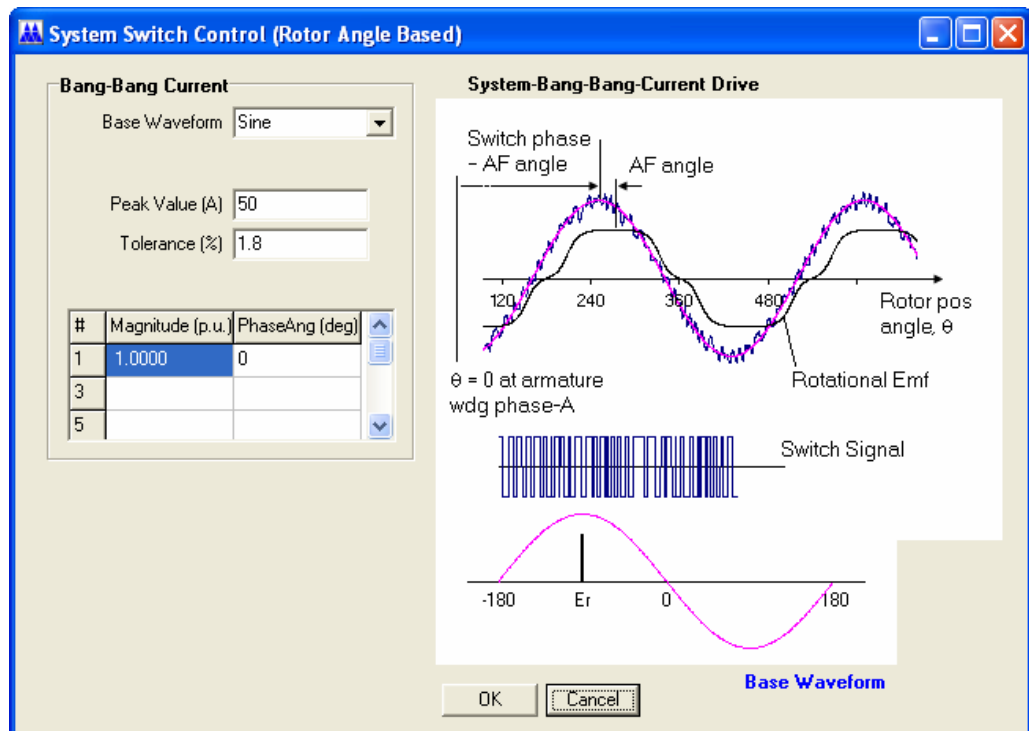 System Switch Control (Rotor Angle Based)
Bang-Bang Current
Base Waveform Sine
Peak Value (A) 50
Tolerance (%) 1.8
# Magnitude (p.u.) PhaseAng (deg)
1 1.0000 0
3
5
System-Bang-Bang-Current Drive
Switch phase
- AF angle
AF angle
120 240 360 480
Rotor pos
angle, θ
θ = 0 at armature
wdg phase-A
Rotational Emf
Switch Signal
-180 Er 0 180
Base Waveform
OK Cancel